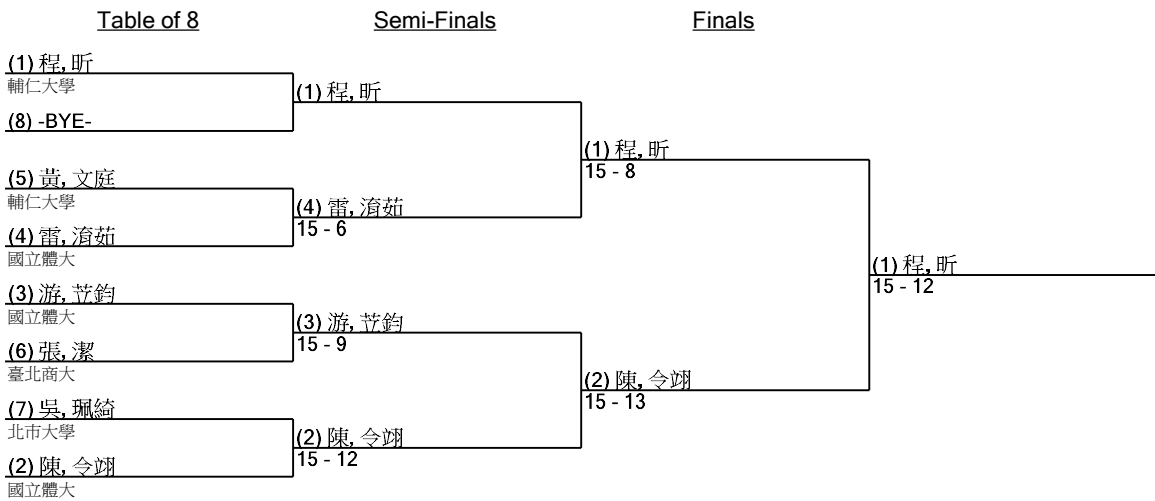 Table of 8
Semi-Finals
Finals
(1) 程, 昕
輔仁大學
(8) -BYE-
(5) 黃, 文庭
輔仁大學
(4) 雷, 淯茹
國立體大
(3) 游, 苙鈞
國立體大
(6) 張, 潔
臺北商大
(7) 吳, 珮綺
北市大學
(2) 陳, 令翊
國立體大
(1) 程, 昕
(4) 雷, 淯茹
15 - 6
(3) 游, 苙鈞
15 - 9
(2) 陳, 令翊
15 - 12
(1) 程, 昕
15 - 8
(2) 陳, 令翊
15 - 13
(1) 程, 昕
15 - 12